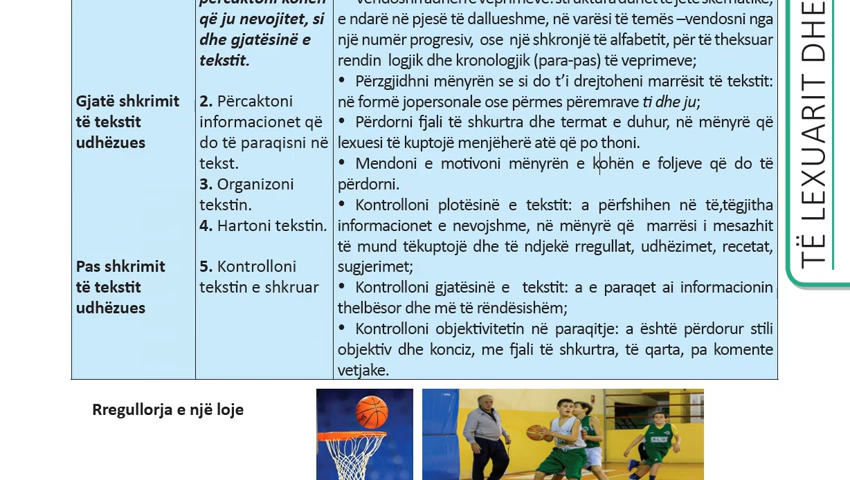 përcaktoni kohën
që ju nevojitet, si
dhe gjatësinë e
tekstit.
e ndarë në pjesë të dallueshme, në varësi të temës –vendosni nga
një numër progresiv, ose një shkronjë të alfabetit, për të theksuar
rendin logjik dhe kronologjik (para-pas) të veprimeve;
• Përzgjidhni mënyrën se si do t’i drejtoheni marrësit të tekstit:
në formë jopersonale ose përmes përemrave ti dhe ju;
• Përdorni fjali të shkurtra dhe termat e duhur, në mënyrë që
lexuesi të kuptojë menjëherë atë që po thoni.
• Mendoni e motivoni mënyrën e kohën e foljeve që do të
përdorni.
• Kontrolloni plotësinë e tekstit: a përfshihen në të,tëgjitha
informacionet e nevojshme, në mënyrë që marrësi i mesazhit
të mund tëkuptojë dhe të ndjekë rregullat, udhëzimet, recetat,
sugjerimet;
• Kontrolloni gjatësinë e tekstit: a e paraqet ai informacionin
thelbësor dhe më të rëndësishëm;
• Kontrolloni objektivitetin në paraqitje: a është përdorur stili
objektiv dhe konciz, me fjali të shkurtra, të qarta, pa komente
vetjake.
Gjatë shkrimit
të tekstit
udhëzues
2. Përcaktoni
informacionet që
do të paraqisni në
tekst.
3. Organizoni
tekstin.
4. Hartoni tekstin.
Pas shkrimit
të tekstit
udhëzues
5. Kontrolloni
tekstin e shkruar
Rregullorja e një loje
TË LEXUARIT DHE